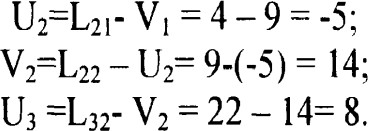 U₂=L₂₁- V₁ = 4 – 9 = -5;
V₂=L₂₂ – U₂= 9-(-5) = 14;
U₃ =L₃₂- V₂ = 22 – 14= 8.